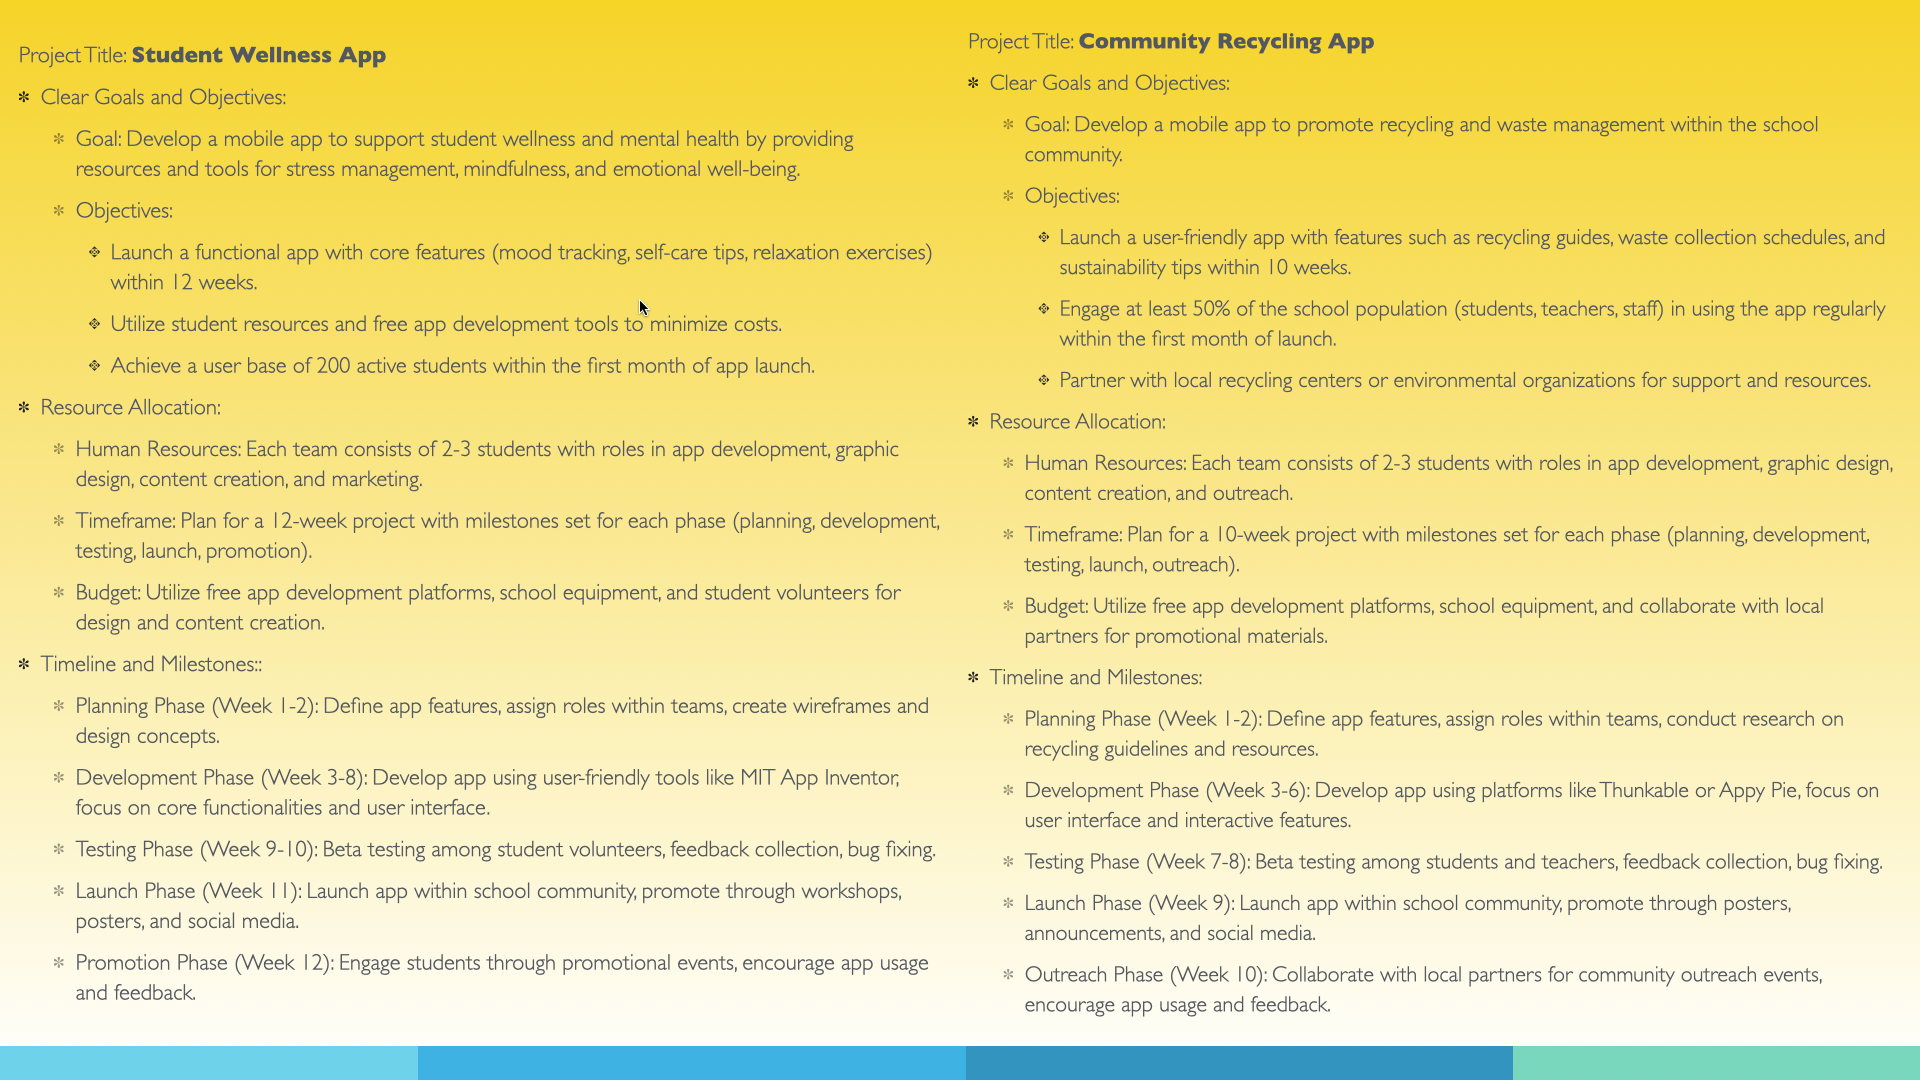 Project Title: Student Wellness App
* Clear Goals and Objectives:
* Goal: Develop a mobile app to support student wellness and mental health by providing
resources and tools for stress management, mindfulness, and emotional well-being.
* Objectives:
❖ Launch a functional app with core features (mood tracking, self-care tips, relaxation exercises)
within 12 weeks.
❖ Utilize student resources and free app development tools to minimize costs.
❖ Achieve a user base of 200 active students within the first month of app launch.
* Resource Allocation:
* Human Resources: Each team consists of 2-3 students with roles in app development, graphic
design, content creation, and marketing.
* Timeframe: Plan for a 12-week project with milestones set for each phase (planning, development,
testing, launch, promotion).
* Budget: Utilize free app development platforms, school equipment, and student volunteers for
design and content creation.
* Timeline and Milestones::
* Planning Phase (Week 1-2): Define app features, assign roles within teams, create wireframes and
design concepts.
* Development Phase (Week 3-8): Develop app using user-friendly tools like MIT App Inventor,
focus on core functionalities and user interface.
* Testing Phase (Week 9-10): Beta testing among student volunteers, feedback collection, bug fixing.
* Launch Phase (Week 11): Launch app within school community, promote through workshops,
posters, and social media.
* Promotion Phase (Week 12): Engage students through promotional events, encourage app usage
and feedback.
Project Title: Community Recycling App
* Clear Goals and Objectives:
* Goal: Develop a mobile app to promote recycling and waste management within the school
community.
* Objectives:
❖ Launch a user-friendly app with features such as recycling guides, waste collection schedules, and
sustainability tips within 10 weeks.
❖ Engage at least 50% of the school population (students, teachers, staff) in using the app regularly
within the first month of launch.
❖ Partner with local recycling centers or environmental organizations for support and resources.
* Resource Allocation:
* Human Resources: Each team consists of 2-3 students with roles in app development, graphic design,
content creation, and outreach.
* Timeframe: Plan for a 10-week project with milestones set for each phase (planning, development,
testing, launch, outreach).
* Budget: Utilize free app development platforms, school equipment, and collaborate with local
partners for promotional materials.
* Timeline and Milestones:
* Planning Phase (Week 1-2): Define app features, assign roles within teams, conduct research on
recycling guidelines and resources.
* Development Phase (Week 3-6): Develop app using platforms like Thunkable or Appy Pie, focus on
user interface and interactive features.
* Testing Phase (Week 7-8): Beta testing among students and teachers, feedback collection, bug fixing.
* Launch Phase (Week 9): Launch app within school community, promote through posters,
announcements, and social media.
* Outreach Phase (Week 10): Collaborate with local partners for community outreach events,
encourage app usage and feedback.